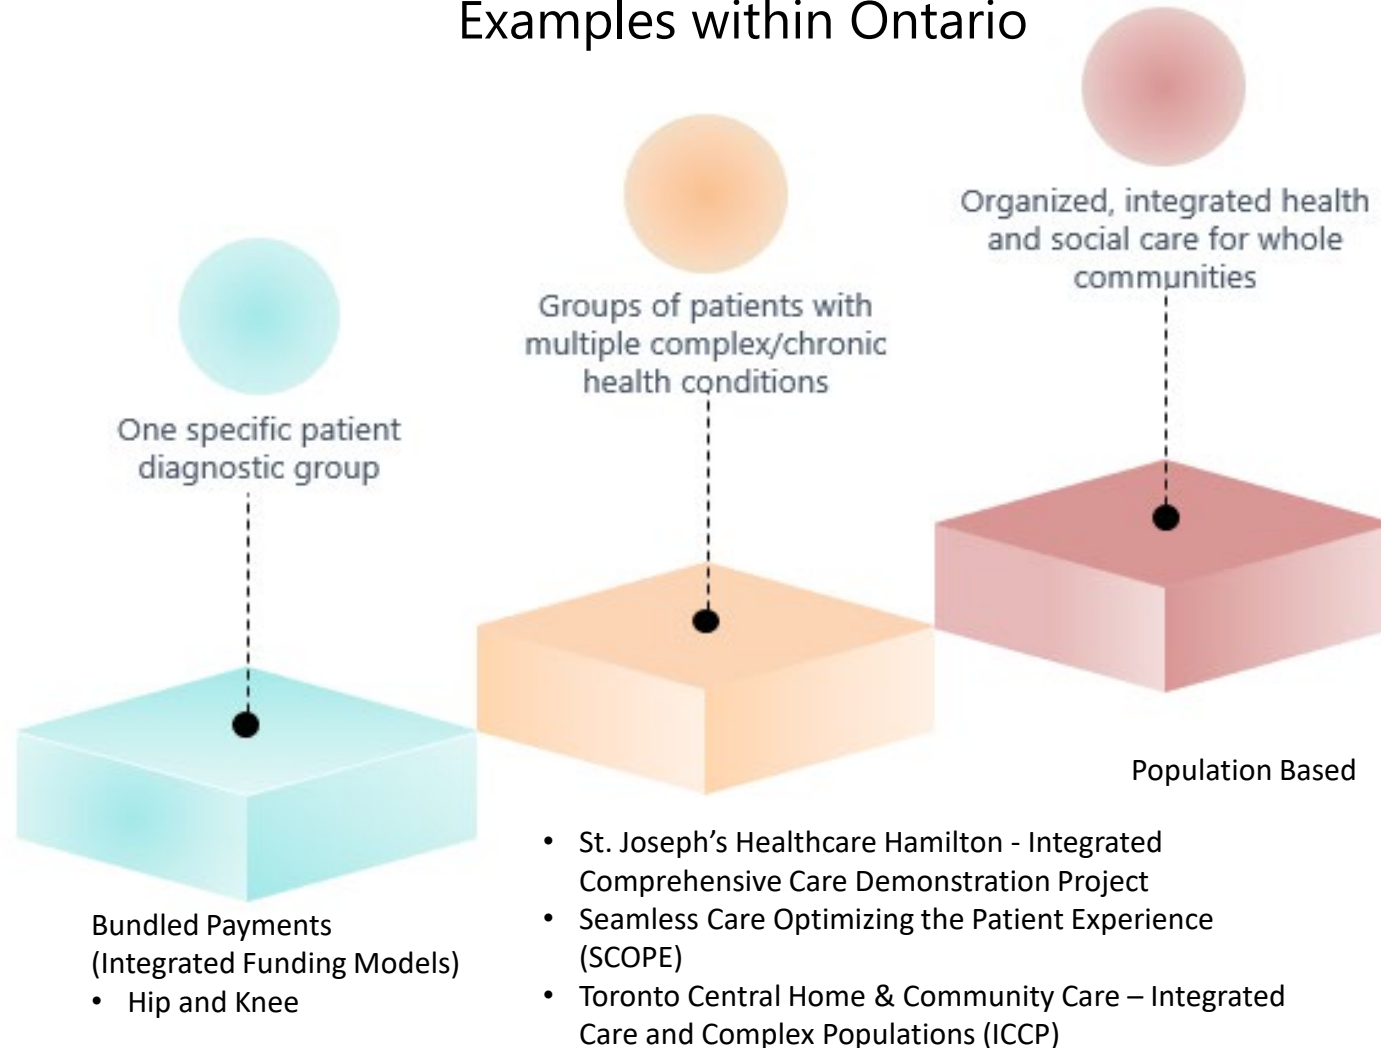 Examples within Ontario
One specific patient
diagnostic group
Groups of patients with
multiple complex/chronic
health conditions
Organized, integrated health
and social care for whole
communities
Bundled Payments
(Integrated Funding Models)
• Hip and Knee
• St. Joseph’s Healthcare Hamilton - Integrated
Comprehensive Care Demonstration Project
• Seamless Care Optimizing the Patient Experience
(SCOPE)
• Toronto Central Home & Community Care – Integrated
Care and Complex Populations (ICCP)
Population Based